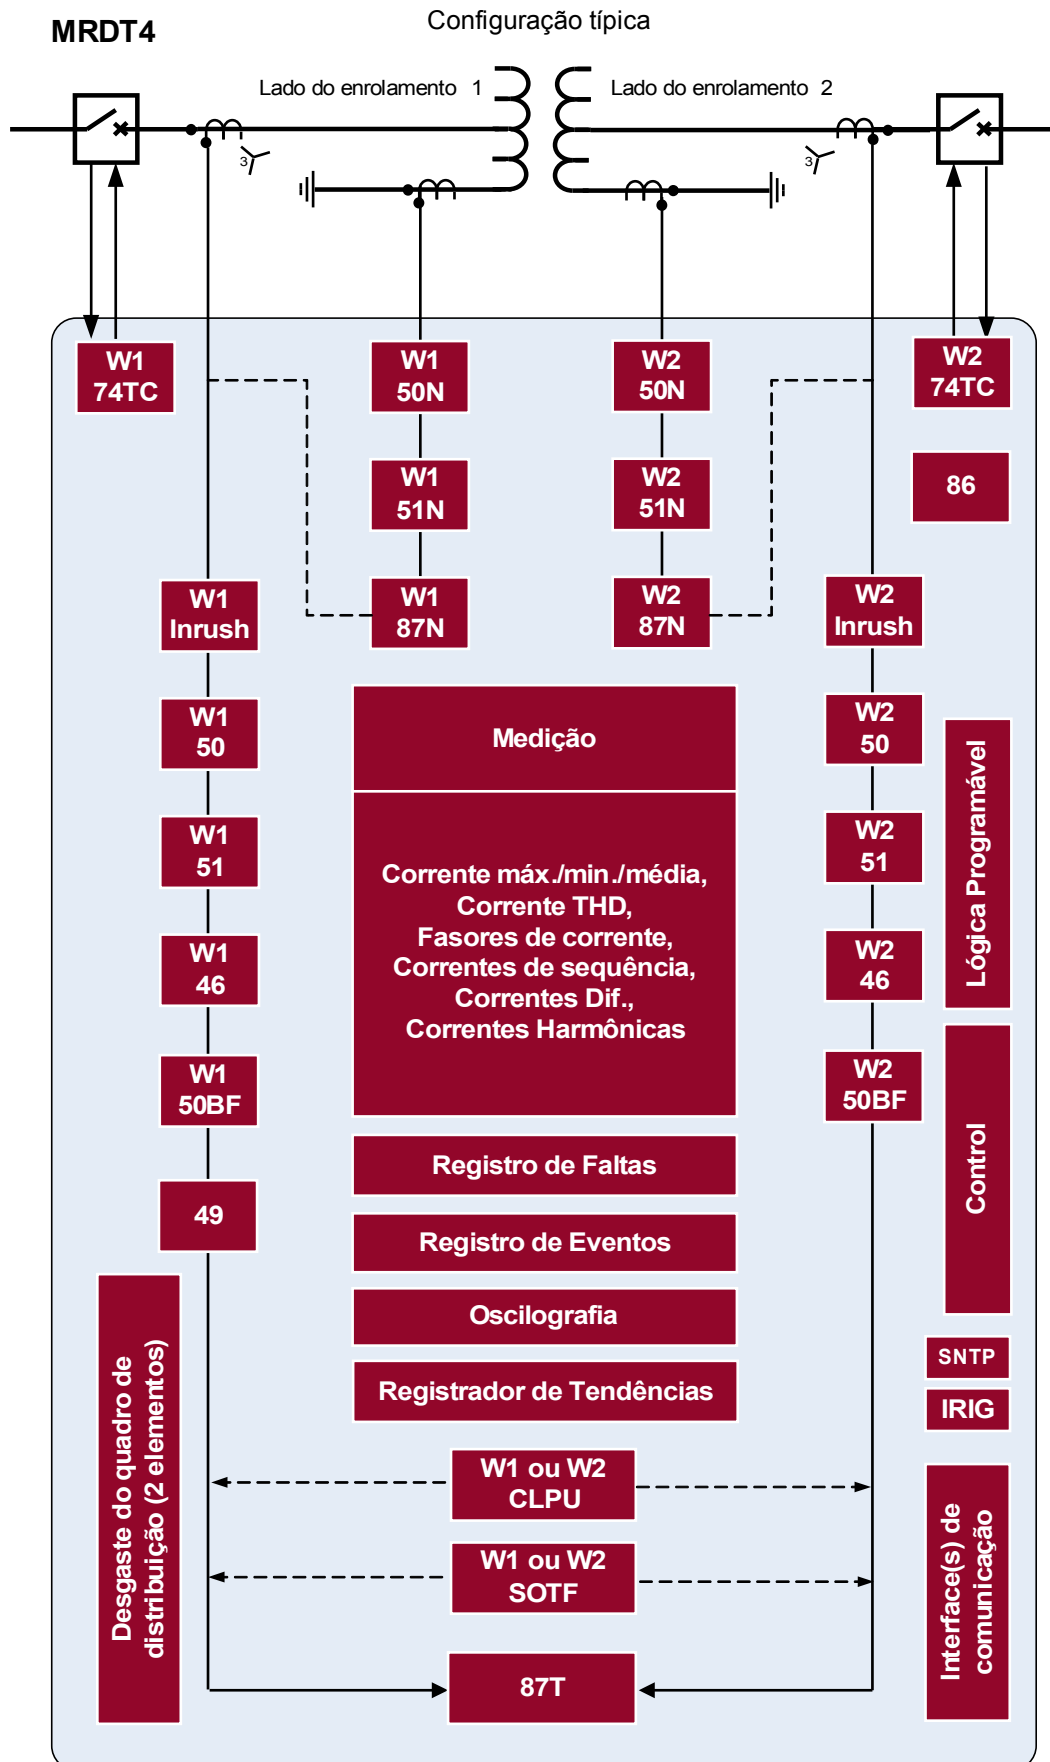 MRDT4
Configuração típica
Lado do enrolamento 1
Lado do enrolamento 2
3
3
W1
74TC
W1
50N
W2
50N
W2
74TC
W1
51N
W2
51N
86
W1
Inrush
W1
87N
W2
87N
W2
Inrush
W1
50
Medição
W2
50
W1
51
W2
51
Lógica Programável
Corrente máx./min./média,
Corrente THD,
Fasores de corrente,
Correntes de sequência,
Correntes Dif.,
Correntes Harmônicas
W1
46
W2
46
W1
50BF
W2
50BF
Control
Registro de Faltas
49
Registro de Eventos
Oscilografia
Registrador de Tendências
SNTP
IRIG
Desgaste do quadro de
distribuição (2 elementos)
W1 ou W2
CLPU
W1 ou W2
SOTF
Interface(s) de
comunicação
87T